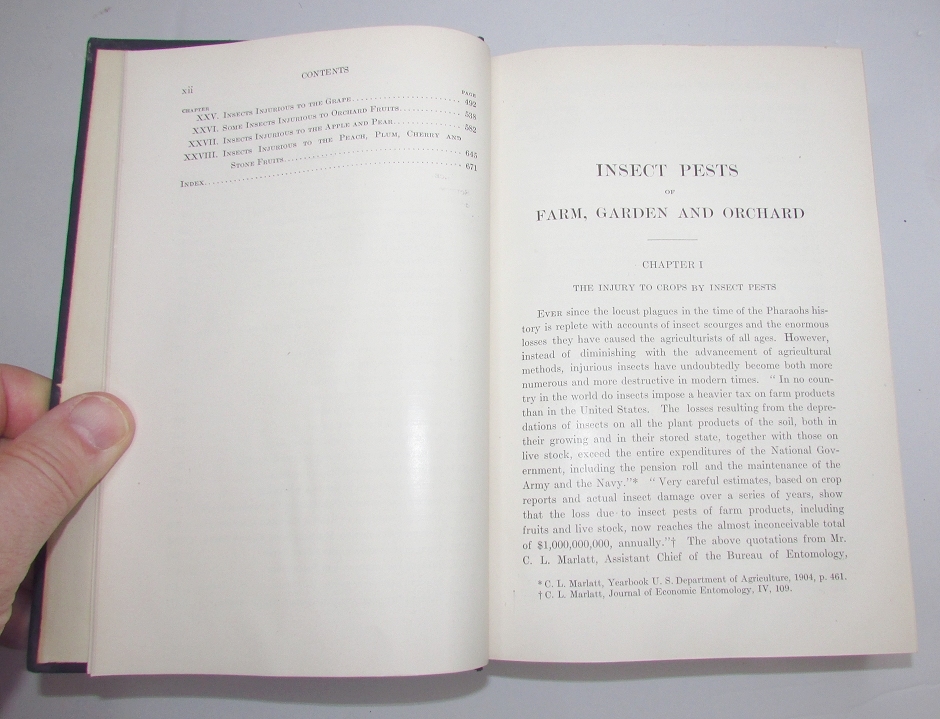 xii
CONTENTS
CHAPTER PAGE
XXV. Insects Injurious to the Grape........................ 492
XXVI. Some Insects Injurious to Orchard Fruits............ 538
XXVII. Insects Injurious to the Apple and Pear............. 582
XXVIII. Insects Injurious to the Peach, Plum, Cherry and
Stone Fruits........................................ 645
Index........................................................ 671
INSECT PESTS
OF
FARM, GARDEN AND ORCHARD
CHAPTER I
THE INJURY TO CROPS BY INSECT PESTS
Ever since the locust plagues in the time of the Pharaohs his-
tory is replete with accounts of insect scourges and the enormous
losses they have caused the agriculturists of all ages. However,
instead of diminishing with the advancement of agricultural
methods, injurious insects have undoubtedly become both more
numerous and more destructive in modern times. "In no coun-
try in the world do insects impose a heavier tax on farm products
than in the United States. The losses resulting from the depre-
dations of insects on all the plant products of the soil, both in
their growing and in their stored state, together with those on
live stock, exceed the entire expenditures of the National Gov-
ernment, including the pension roll and the maintenance of the
Army and the Navy."* "Very careful estimates, based on crop
reports and actual insect damage over a series of years, show
that the loss due to insect pests of farm products, including
fruits and live stock, now reaches the almost inconceivable total
of $1,000,000,000, annually."† The above quotations from Mr.
C. L. Marlatt, Assistant Chief of the Bureau of Entomology,
* C. L. Marlatt, Yearbook U. S. Department of Agriculture, 1904, p. 461.
† C. L. Marlatt, Journal of Economic Entomology, IV, 109.